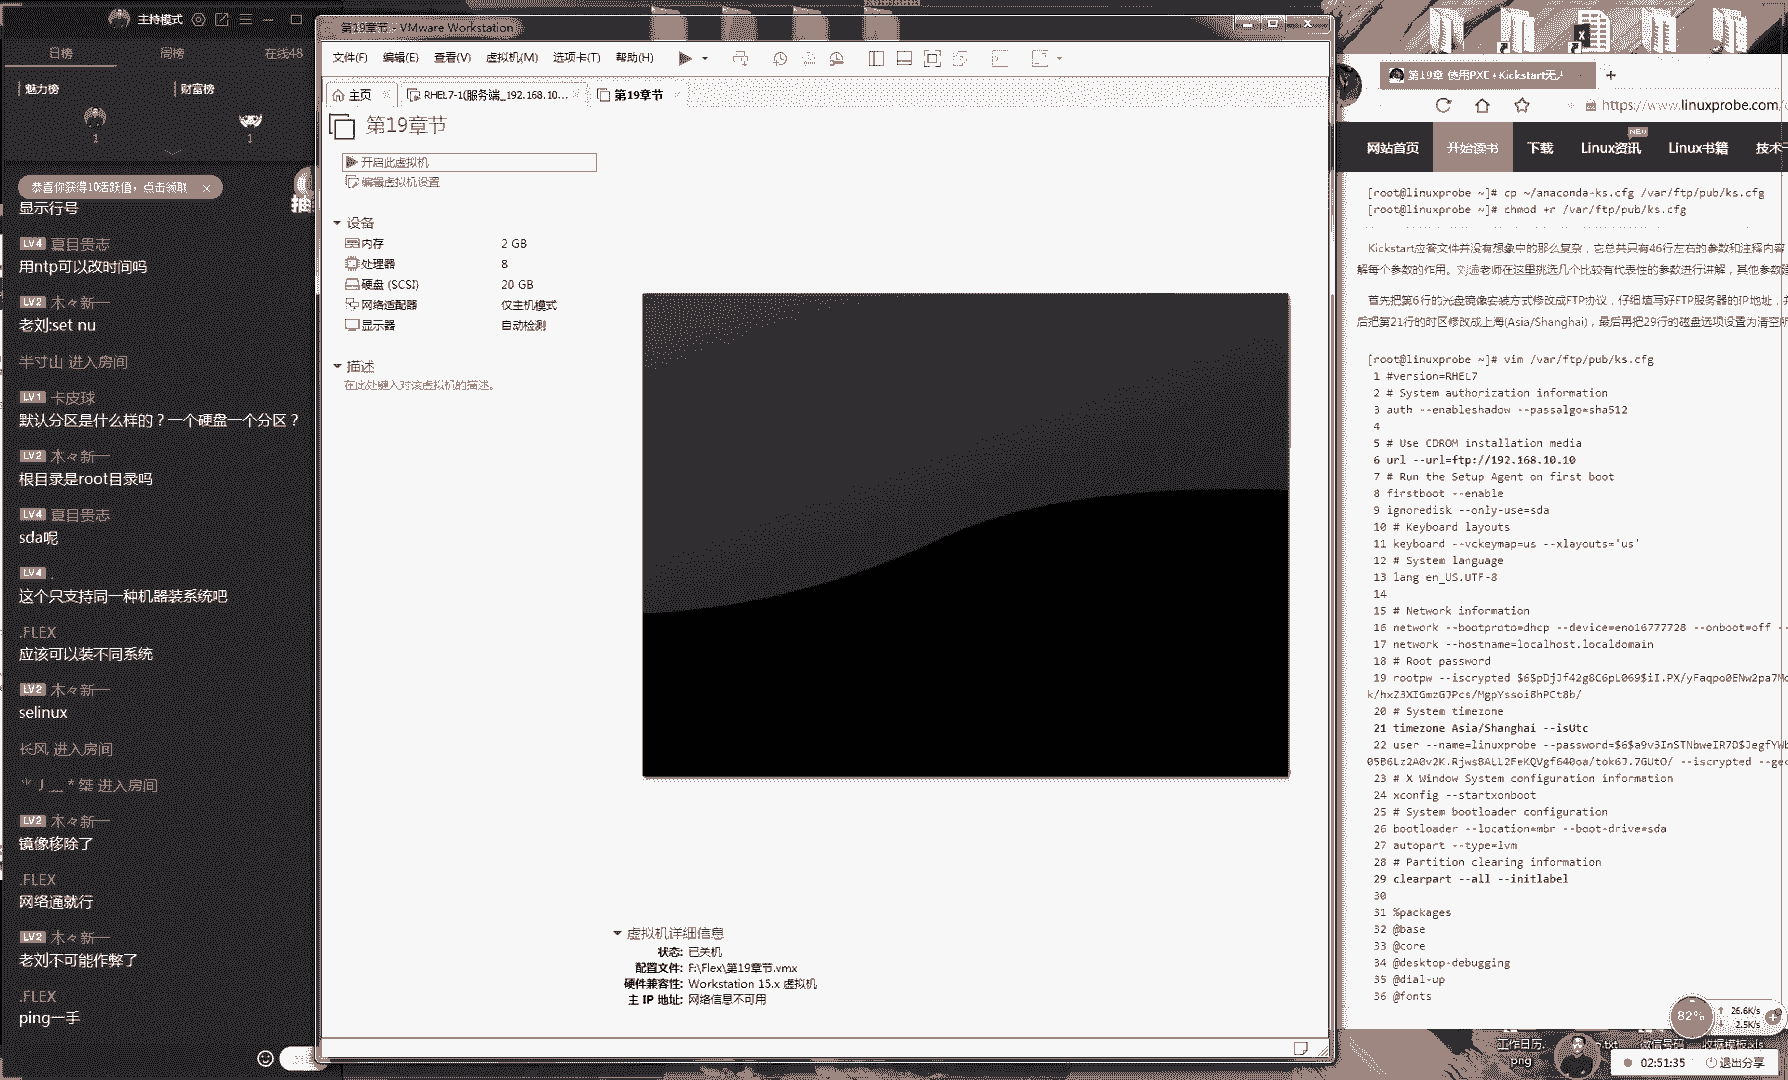 主持模式
日榜
周榜
在线48
魅力榜
财富榜
1
1
恭喜你获得10活跃值，点击领取
显示行号
LV4 夏目贵志
用ntp可以改时间吗
LV2 木々新一
老刘:set nu
半寸山 进入房间
LV1 卡皮球
默认分区是什么样的？一个硬盘一个分区？
LV2 木々新一
根目录是root目录吗
LV4 夏目贵志
sda呢
LV4 .
这个只支持同一种机器装系统吧
.FLEX
应该可以装不同系统
LV2 木々新一
selinux
长风 进入房间
进入房间
LV2 木々新一
镜像移除了
.FLEX
网络通就行
LV2 木々新一
老刘不可能作弊了
.FLEX
ping一手
第19章节 - VMware Workstation
文件(F) 编辑(E) 查看(V) 虚拟机(M) 选项卡(T) 帮助(H)
主页
RHEL7-1(服务端_192.168.10...
第19章节
第19章节
开启此虚拟机
编辑虚拟机设置
设备
内存 2 GB
处理器 8
硬盘 (SCSI) 20 GB
网络适配器 仅主机模式
显示器 自动检测
描述
在此处键入对该虚拟机的描述。
虚拟机详细信息
状态: 已关机
配置文件: F:\Flex\第19章节.vmx
硬件兼容性: Workstation 15.x 虚拟机
主 IP 地址: 网络信息不可用
第19章 使用PXE+Kickstart无人
https://www.linuxprobe.com/
网站首页 开始读书 下载 Linux资讯 NEW Linux书籍 技术干
[root@linuxprobe ~]# cp ~/anaconda-ks.cfg /var/ftp/pub/ks.cfg
[root@linuxprobe ~]# chmod +r /var/ftp/pub/ks.cfg
Kickstart应答文件并没有想象中的那么复杂，它总共只有46行左右的参数和注释内容
解每个参数的作用。刘遄老师在这里挑选几个比较有代表性的参数进行讲解，其他参数建
首先把第6行的光盘镜像安装方式修改成FTP协议，仔细填写好FTP服务器的IP地址，并
后把第21行的时区修改成上海(Asia/Shanghai)，最后再把29行的磁盘选项设置为清空所
[root@linuxprobe ~]# vim /var/ftp/pub/ks.cfg
1 #version=RHEL7
2 # System authorization information
3 auth --enableshadow --passalgo=sha512
4
5 # Use CDROM installation media
6 url --url=ftp://192.168.10.10
7 # Run the Setup Agent on first boot
8 firstboot --enable
9 ignoredisk --only-use=sda
10 # Keyboard layouts
11 keyboard --vckeymap=us --xlayouts='us'
12 # System language
13 lang en_US.UTF-8
14
15 # Network information
16 network --bootproto=dhcp --device=eno16777728 --onboot=off --
17 network --hostname=localhost.localdomain
18 # Root password
19 rootpw --iscrypted
20 # System timezone
21 timezone Asia/Shanghai --isUtc
22 user --name=linuxprobe
--iscrypted
23 # X Window System configuration information
24 xconfig --startxonboot
25 # System bootloader configuration
26 bootloader --location=mbr --boot-drive=sda
27 autopart --type=lvm
28 # Partition clearing information
29 clearpart --all --initlabel
30
31 %packages
32 @base
33 @core
34 @desktop-debugging
35 @dial-up
36 @fonts
82%
26.6K/s
2.5K/s
工作日历.
png
.txt
微信号码
收据模板.xls
02:51:35
退出分享